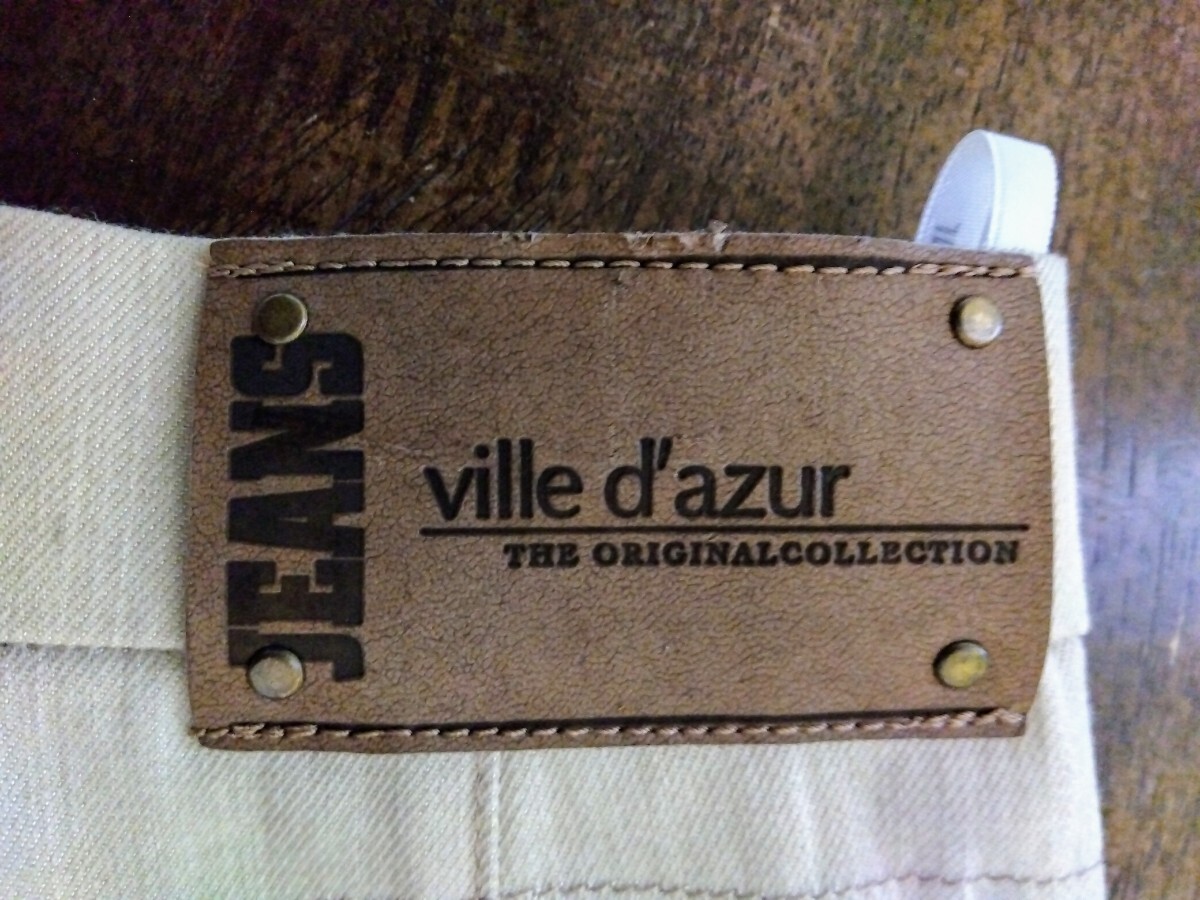 JEANS
ville d'azur
THE ORIGINALCOLLECTION